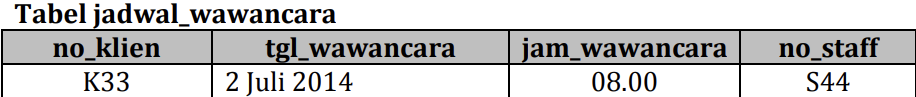 Tabel jadwal_wawancara
no_klien tgl_wawancara jam_wawancara no_staff
K33 2 Juli 2014 08.00 S44